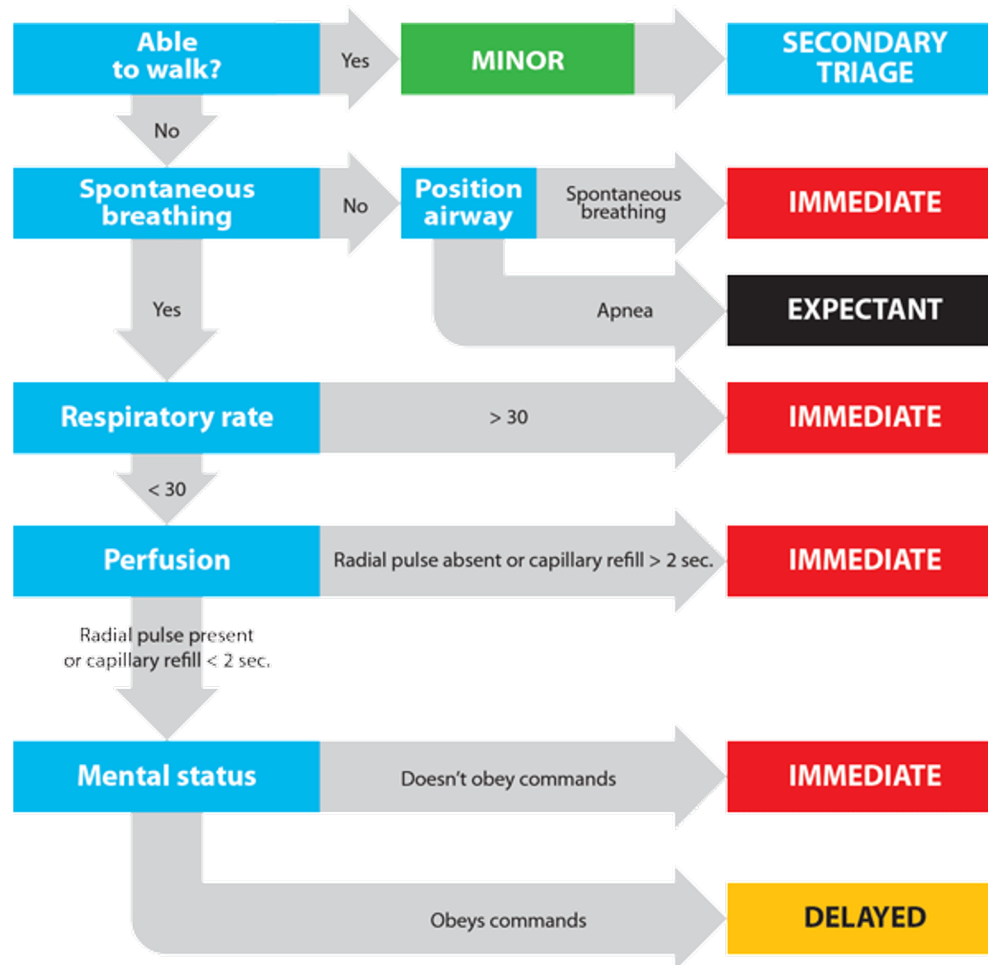 Able
to walk?
Yes
MINOR
SECONDARY
TRIAGE
No
Spontaneous
breathing
No
Position
airway
Spontaneous
breathing
IMMEDIATE
Yes
Apnea
EXPECTANT
Respiratory rate
> 30
IMMEDIATE
< 30
Perfusion
Radial pulse absent or capillary refill > 2 sec.
IMMEDIATE
Radial pulse present
or capillary refill < 2 sec.
Mental status
Doesn't obey commands
IMMEDIATE
Obeys commands
DELAYED